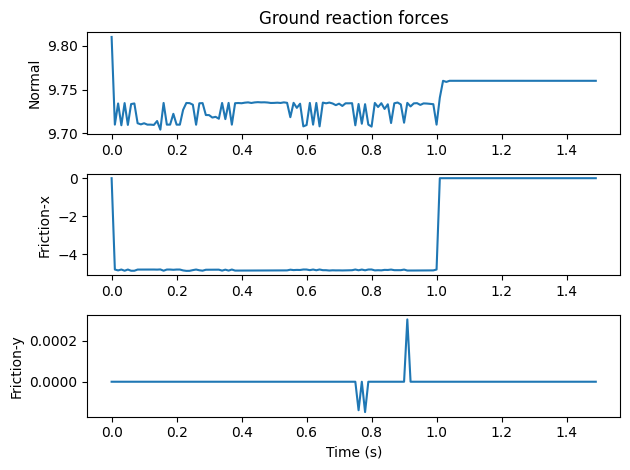 Ground reaction forces
Normal
9.80
9.75
9.70
0.0 0.2 0.4 0.6 0.8 1.0 1.2 1.4
Friction-x
0
−2
−4
0.0 0.2 0.4 0.6 0.8 1.0 1.2 1.4
Friction-y
0.0002
0.0000
0.0 0.2 0.4 0.6 0.8 1.0 1.2 1.4
Time (s)